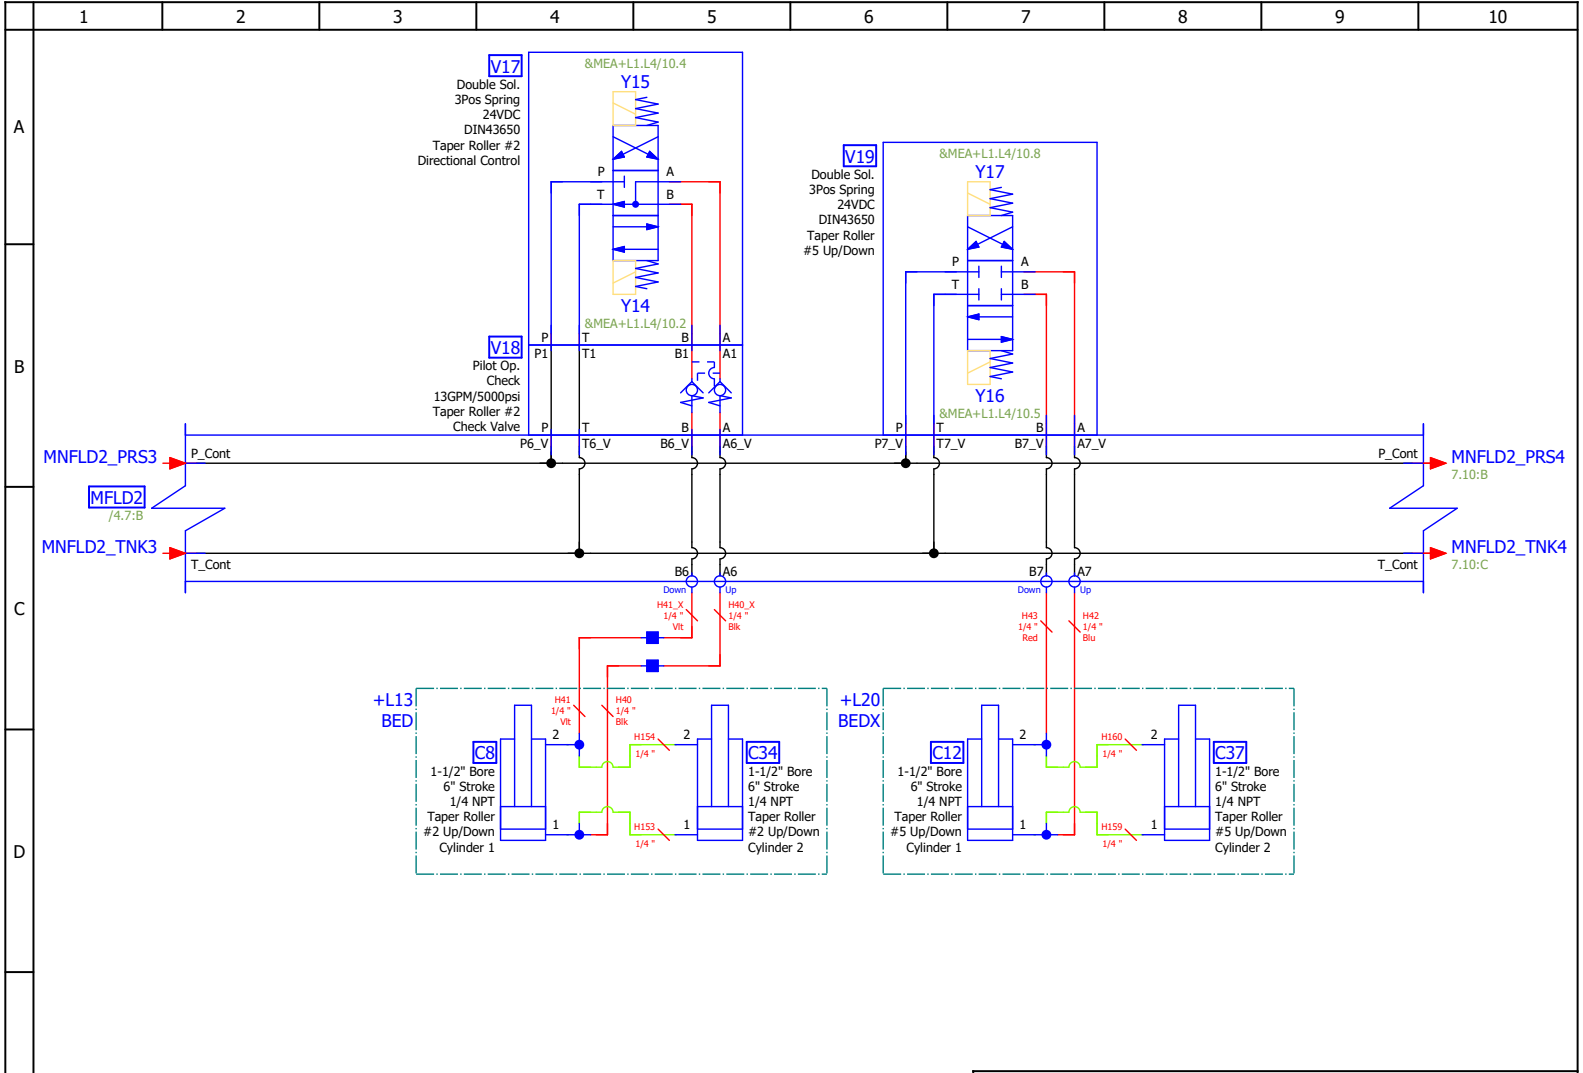 1 2 3 4 5 6 7 8 9 10
A
B
C
D
V17
Double Sol.
3Pos Spring
24VDC
DIN43650
Taper Roller #2
Directional Control
&MEA+L1.L4/10.4
Y15
P A
T B
Y14
&MEA+L1.L4/10.2
P T B A
V18
Pilot Op.
Check
13GPM/5000psi
Taper Roller #2
Check Valve
P1 T1 B1 A1
P T B A
P6_V T6_V B6_V A6_V
V19
Double Sol.
3Pos Spring
24VDC
DIN43650
Taper Roller
#5 Up/Down
&MEA+L1.L4/10.8
Y17
P A
T B
Y16
&MEA+L1.L4/10.5
P T B A
P7_V T7_V B7_V A7_V
MNFLD2_PRS3
P_Cont
P_Cont
MNFLD2_PRS4
7.10:B
MFLD2
/4.7:B
MNFLD2_TNK3
T_Cont
T_Cont
MNFLD2_TNK4
7.10:C
B6 A6
Down Up
H41_X
1/4 "
Vlt
H40_X
1/4 "
Blk
B7 A7
Down Up
H43
1/4 "
Red
H42
1/4 "
Blu
+L13
BED
H41
1/4 "
Vlt
H40
1/4 "
Blk
C8
1-1/2" Bore
6" Stroke
1/4 NPT
Taper Roller
#2 Up/Down
Cylinder 1
2
1
H154
1/4 "
H153
1/4 "
2
1
C34
1-1/2" Bore
6" Stroke
1/4 NPT
Taper Roller
#2 Up/Down
Cylinder 2
+L20
BEDX
C12
1-1/2" Bore
6" Stroke
1/4 NPT
Taper Roller
#5 Up/Down
Cylinder 1
2
1
H160
1/4 "
H159
1/4 "
2
1
C37
1-1/2" Bore
6" Stroke
1/4 NPT
Taper Roller
#5 Up/Down
Cylinder 2